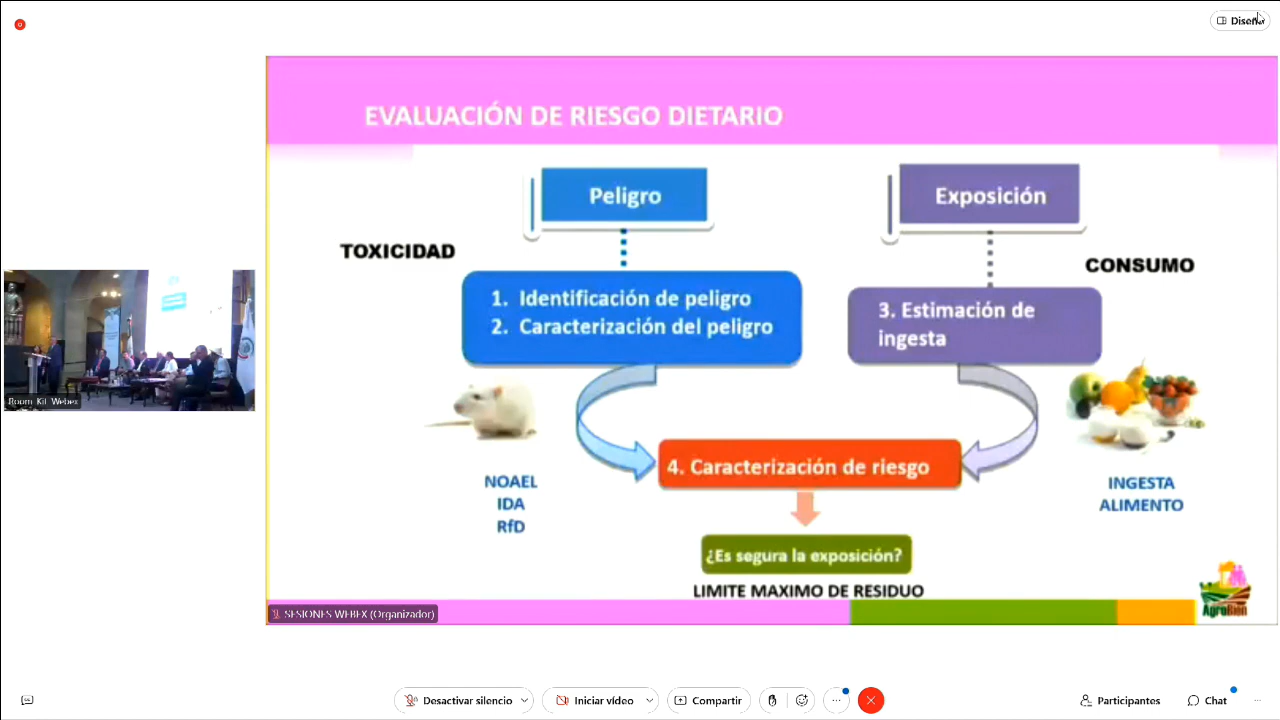 Diseño
EVALUACIÓN DE RIESGO DIETARIO
Peligro
Exposición
TOXICIDAD
CONSUMO
1. Identificación de peligro
2. Caracterización del peligro
3. Estimación de
ingesta
4. Caracterización de riesgo
NOAEL
IDA
RfD
INGESTA
ALIMENTO
¿Es segura la exposición?
LIMITE MAXIMO DE RESIDUO
AgroBien
Room Kit Webex
SESIONES WEBEX (Organizador)
Desactivar silencio
Iniciar vídeo
Compartir
Participantes
Chat